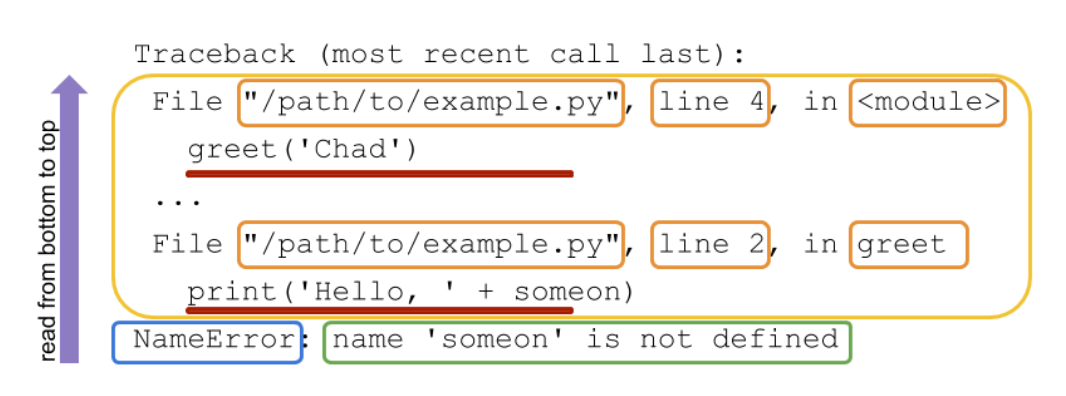 Traceback (most recent call last):
File "/path/to/example.py", line 4, in <module>
greet('Chad')
...
File "/path/to/example.py", line 2, in greet
print('Hello, ' + someon)
NameError: name 'someon' is not defined
read from bottom to top